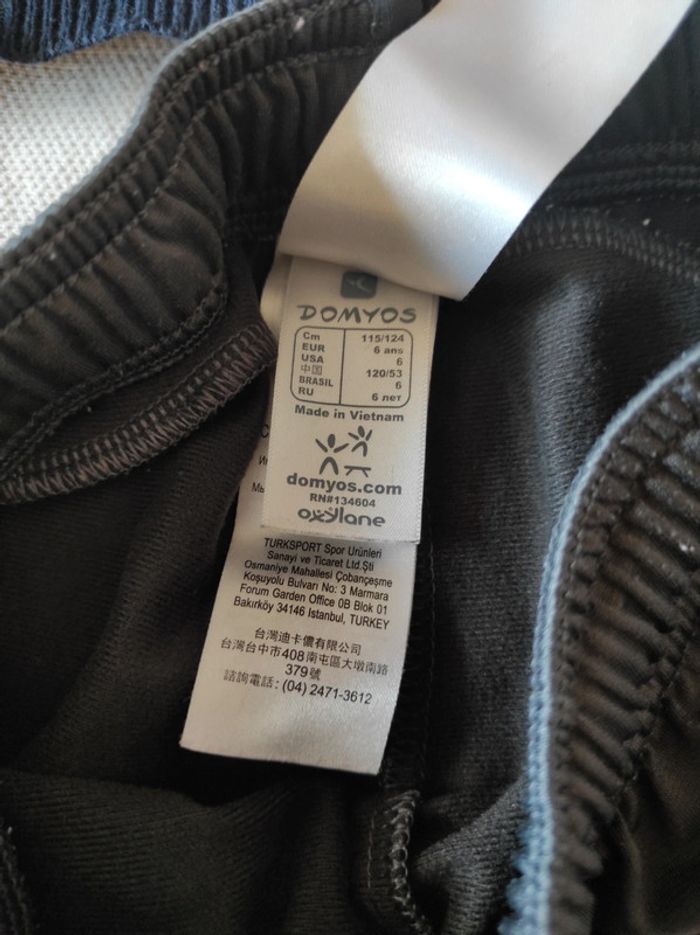 DOMYOS
Cm 115/124
EUR 6 ans
USA 6
中国 120/53
BRASIL 6
RU 6 лет
Made in Vietnam
domyos.com
RN#134604
oxylane
TURKSPORT Spor Urünleri
Sanayi ve Ticaret Ltd.Şti
Osmaniye Mahallesi Çobançeşme
Koşuyolu Bulvarı No: 3 Marmara
Forum Garden Office 0B Blok 01
Bakırköy 34146 Istanbul, TURKEY
台灣迪卡儂有限公司
台灣台中市408南屯區大墩南路
379號
諮詢電話: (04) 2471-3612